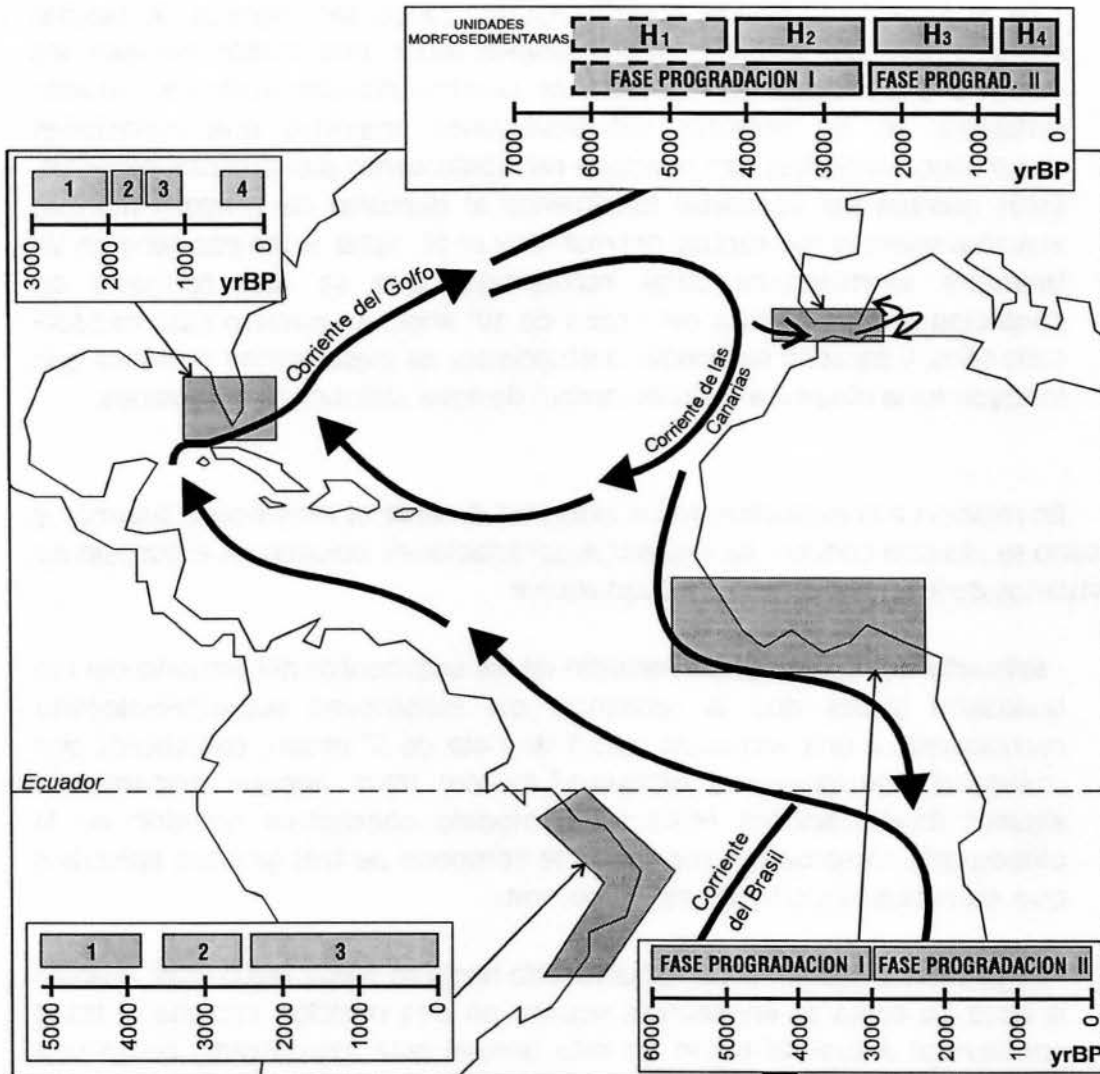 UNIDADES
MORFOSEDIMENTARIAS
H1 H2 H3 H4
FASE PROGRADACION I FASE PROGRAD. II
7000 6000 5000 4000 3000 2000 1000 0
yrBP
1 2 3 4
3000 2000 1000 0
yrBP
Corriente del Golfo
Corriente de las
Canarias
Ecuador
Corriente
del Brasil
1 2 3
5000 4000 3000 2000 1000 0
FASE PROGRADACION I FASE PROGRADACION II
6000 5000 4000 3000 2000 1000 0
yrBP